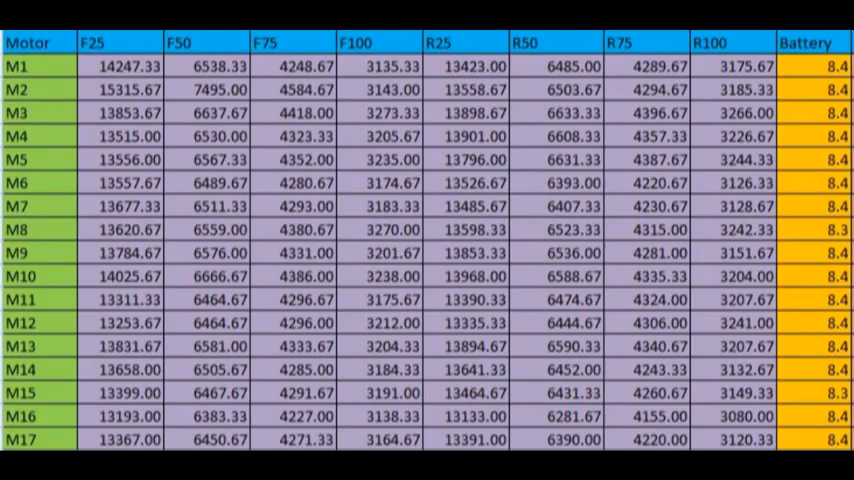 Motor F25 F50 F75 F100 R25 R50 R75 R100 Battery
M1 14247.33 6538.33 4248.67 3135.33 13423.00 6485.00 4289.67 3175.67 8.4
M2 15315.67 7495.00 4584.67 3143.00 13558.67 6503.67 4294.67 3185.33 8.4
M3 13853.67 6637.67 4418.00 3273.33 13898.67 6633.33 4396.67 3266.00 8.4
M4 13515.00 6530.00 4323.33 3205.67 13901.00 6608.33 4357.33 3226.67 8.4
M5 13556.00 6567.33 4352.00 3235.00 13796.00 6631.33 4387.67 3244.33 8.4
M6 13557.67 6489.67 4280.67 3174.67 13526.67 6393.00 4220.67 3126.33 8.4
M7 13677.33 6511.33 4293.00 3183.33 13485.67 6407.33 4230.67 3128.67 8.4
M8 13620.67 6559.00 4380.67 3270.00 13598.33 6523.33 4315.00 3242.33 8.3
M9 13784.67 6576.00 4331.00 3201.67 13853.33 6536.00 4281.00 3151.67 8.4
M10 14025.67 6666.67 4386.00 3238.00 13968.00 6588.67 4335.33 3204.00 8.4
M11 13311.33 6464.67 4296.67 3175.67 13390.33 6474.67 4324.00 3207.67 8.4
M12 13253.67 6464.67 4296.00 3212.00 13335.33 6444.67 4306.00 3241.00 8.4
M13 13831.67 6581.00 4333.67 3204.33 13894.67 6590.33 4340.67 3207.67 8.4
M14 13658.00 6505.67 4285.00 3184.33 13641.33 6452.00 4243.33 3132.67 8.4
M15 13399.00 6467.67 4291.67 3191.00 13464.67 6431.33 4260.67 3149.33 8.3
M16 13193.00 6383.33 4227.00 3138.33 13133.00 6281.67 4155.00 3080.00 8.4
M17 13367.00 6450.67 4271.33 3164.67 13391.00 6390.00 4220.00 3120.33 8.4